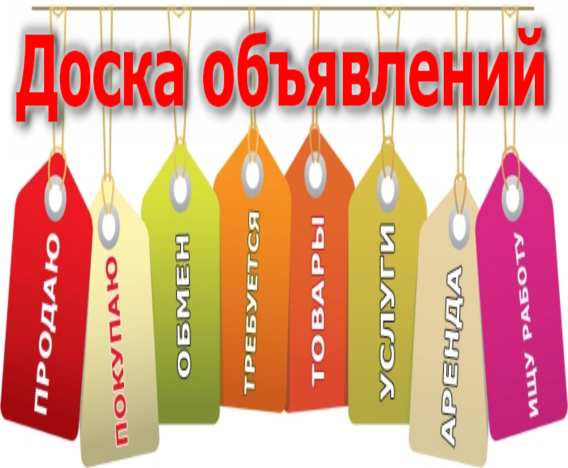 Доска объявлений
ПРОДАЮ
ПОКУПАЮ
ОБМЕН
ТРЕБУЕТСЯ
ТОВАРЫ
УСЛУГИ
АРЕНДА
ИЩУ РАБОТУ